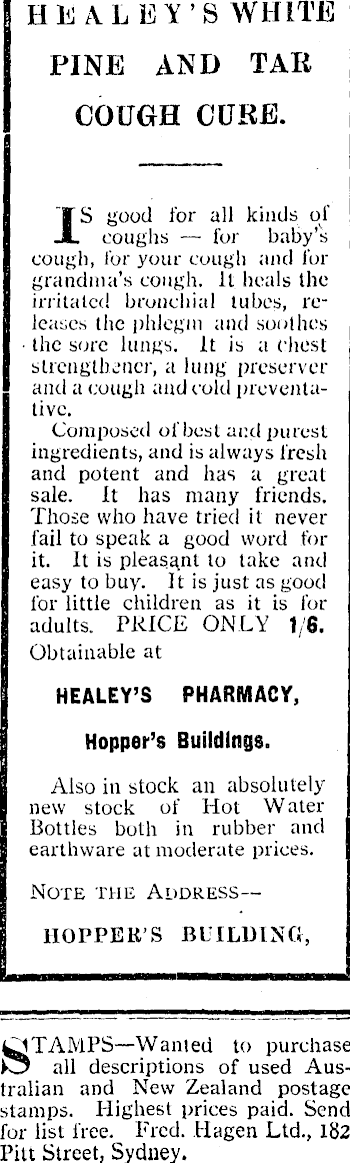 HEALEY'S WHITE
PINE AND TAR
COUGH CURE.
IS good for all kinds of
coughs — for baby's
cough, for your cough and for
grandma's cough. It heals the
irritated bronchial tubes, re-
leases the phlegm and soothes
the sore lungs. It is a chest
strengthener, a lung preserver
and a cough and cold preventa-
tive.
Composed of best and purest
ingredients, and is always fresh
and potent and has a great
sale. It has many friends.
Those who have tried it never
fail to speak a good word for
it. It is pleasant to take and
easy to buy. It is just as good
for little children as it is for
adults. PRICE ONLY 1/6.
Obtainable at
HEALEY'S PHARMACY,
Hopper's Buildings.
Also in stock an absolutely
new stock of Hot Water
Bottles both in rubber and
earthware at moderate prices.
NOTE THE ADDRESS—
HOPPER'S BUILDING,
STAMPS—Wanted to purchase
all descriptions of used Aus-
tralian and New Zealand postage
stamps. Highest prices paid. Send
for list free. Fred. Hagen Ltd., 182
Pitt Street, Sydney.